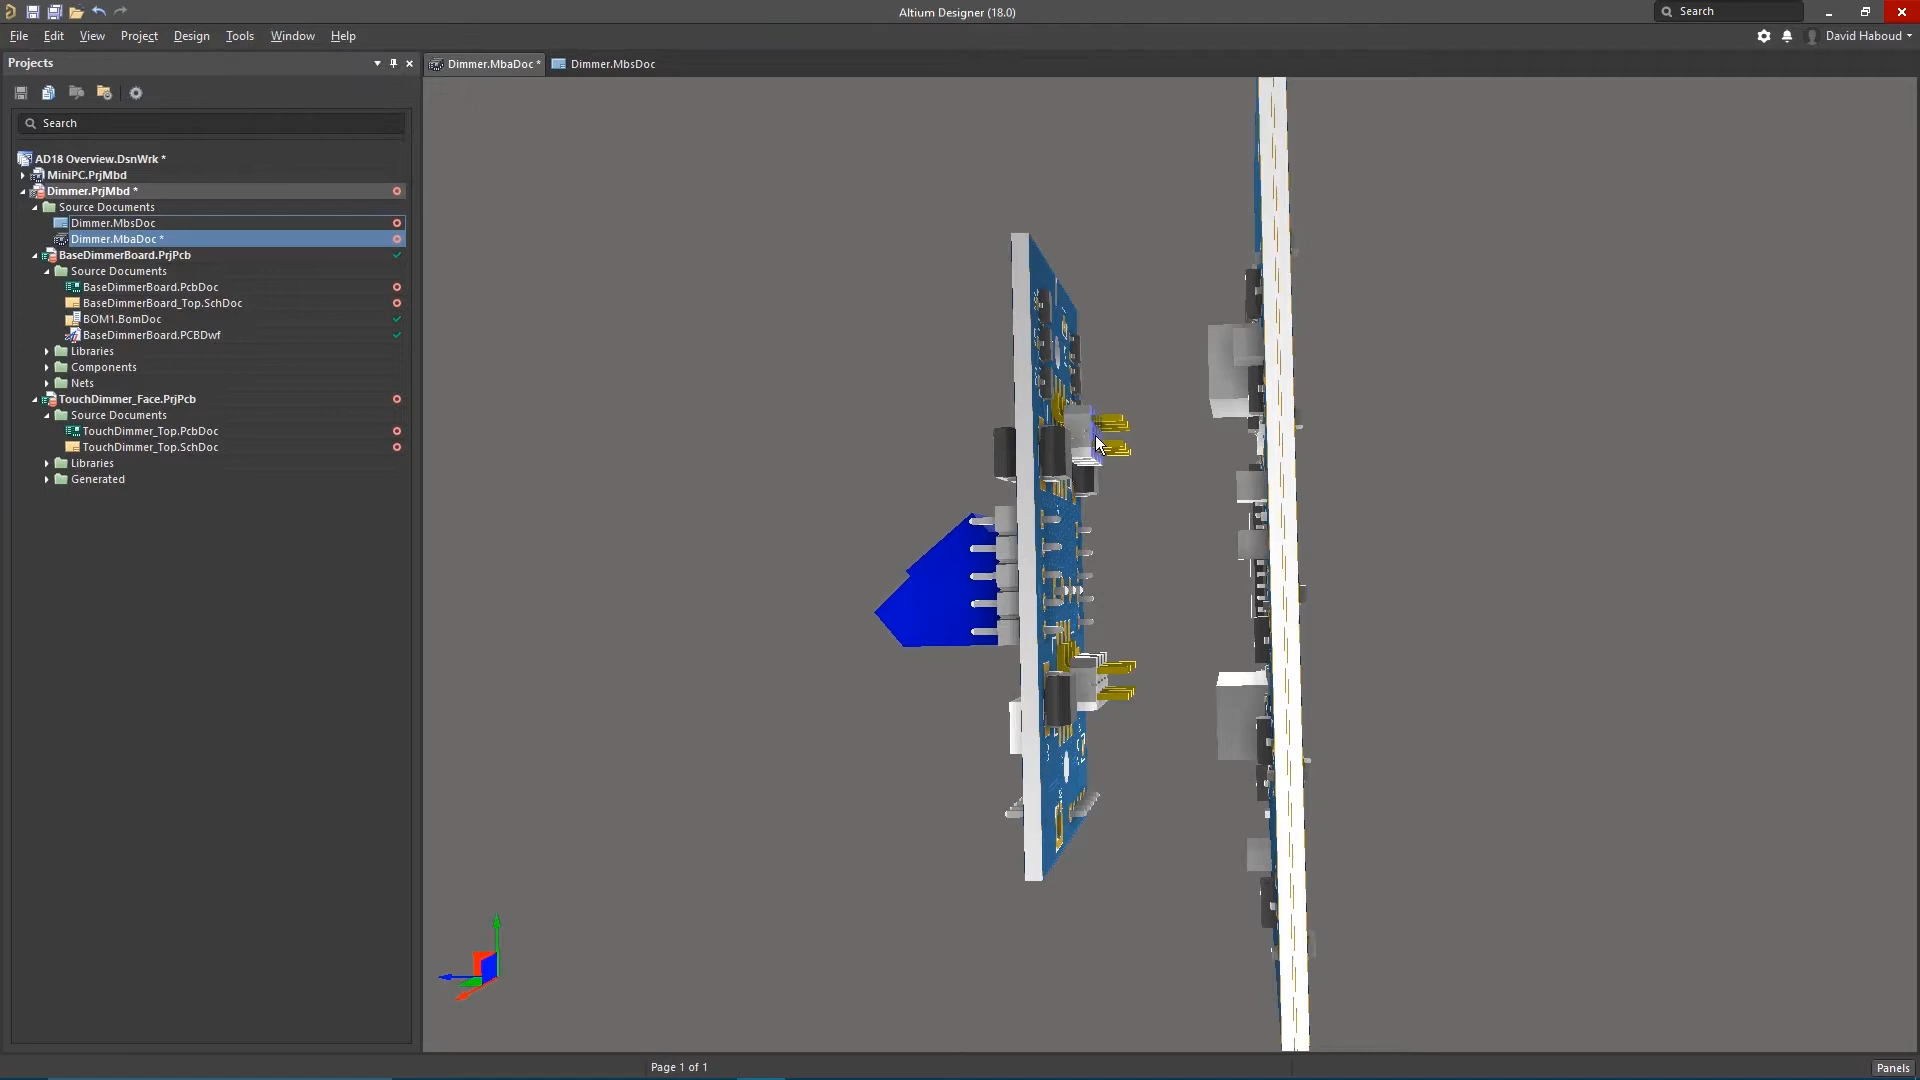 Altium Designer (18.0)
Search
File Edit View Project Design Tools Window Help
David Haboud
Projects
Dimmer.MbaDoc *
Dimmer.MbsDoc
Search
AD18 Overview.DsnWrk *
MiniPC.PrjMbd
Dimmer.PrjMbd *
Source Documents
Dimmer.MbsDoc
Dimmer.MbaDoc *
BaseDimmerBoard.PrjPcb
Source Documents
BaseDimmerBoard.PcbDoc
BaseDimmerBoard_Top.SchDoc
BOM1.BomDoc
BaseDimmerBoard.PCBDwf
Libraries
Components
Nets
TouchDimmer_Face.PrjPcb
Source Documents
TouchDimmer_Top.PcbDoc
TouchDimmer_Top.SchDoc
Libraries
Generated
Page 1 of 1
Panels